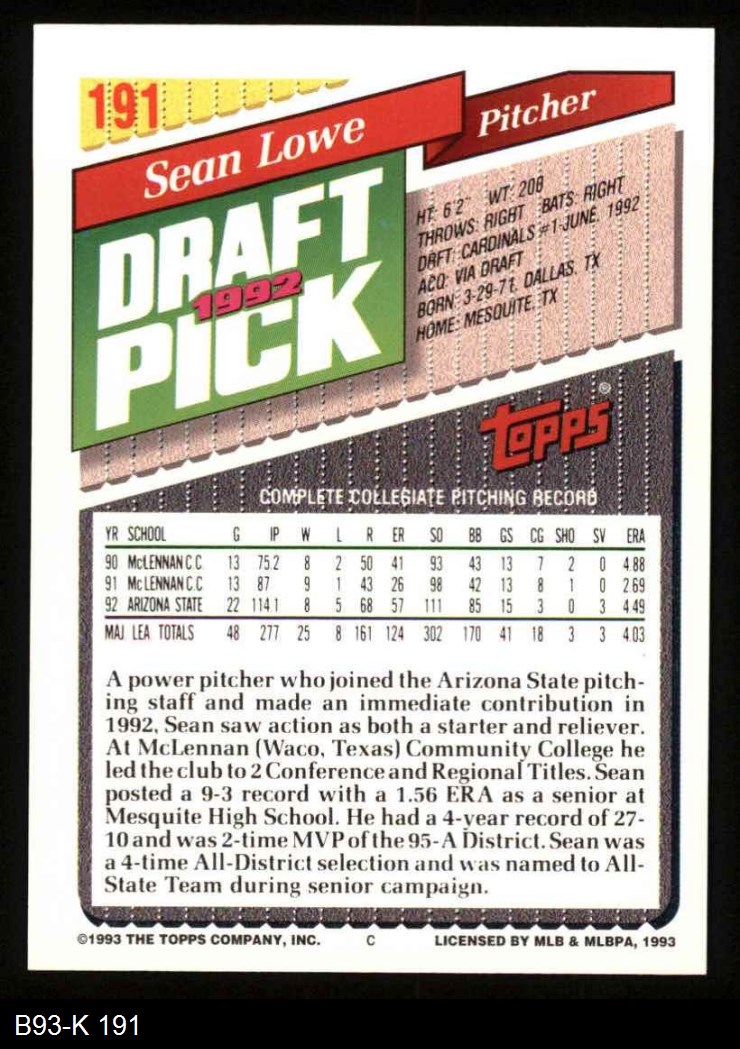 191
Sean Lowe
Pitcher
DRAFT
1992
PICK
HT: 6'2" WT: 208
THROWS: RIGHT BATS: RIGHT
DRFT: CARDINALS #1-JUNE, 1992
ACQ: VIA DRAFT
BORN: 3-29-71, DALLAS, TX
HOME: MESQUITE, TX
Topps®
COMPLETE COLLEGIATE PITCHING RECORD
YR SCHOOL G IP W L R ER SO BB GS CG SHO SV ERA
90 McLENNAN C.C 13 75.2 8 2 50 41 93 43 13 7 2 0 4.88
91 McLENNAN C.C 13 87 9 1 43 26 98 42 13 8 1 0 2.69
92 ARIZONA STATE 22 114.1 8 5 68 57 111 85 15 3 0 3 4.49
MAJ LEA TOTALS 48 277 25 8 161 124 302 170 41 18 3 3 4.03
A power pitcher who joined the Arizona State pitch-
ing staff and made an immediate contribution in
1992, Sean saw action as both a starter and reliever.
At McLennan (Waco, Texas) Community College he
led the club to 2 Conference and Regional Titles. Sean
posted a 9-3 record with a 1.56 ERA as a senior at
Mesquite High School. He had a 4-year record of 27-
10 and was 2-time MVP of the 95-A District. Sean was
a 4-time All-District selection and was named to All-
State Team during senior campaign.
©1993 THE TOPPS COMPANY, INC. C LICENSED BY MLB & MLBPA, 1993
B93-K 191